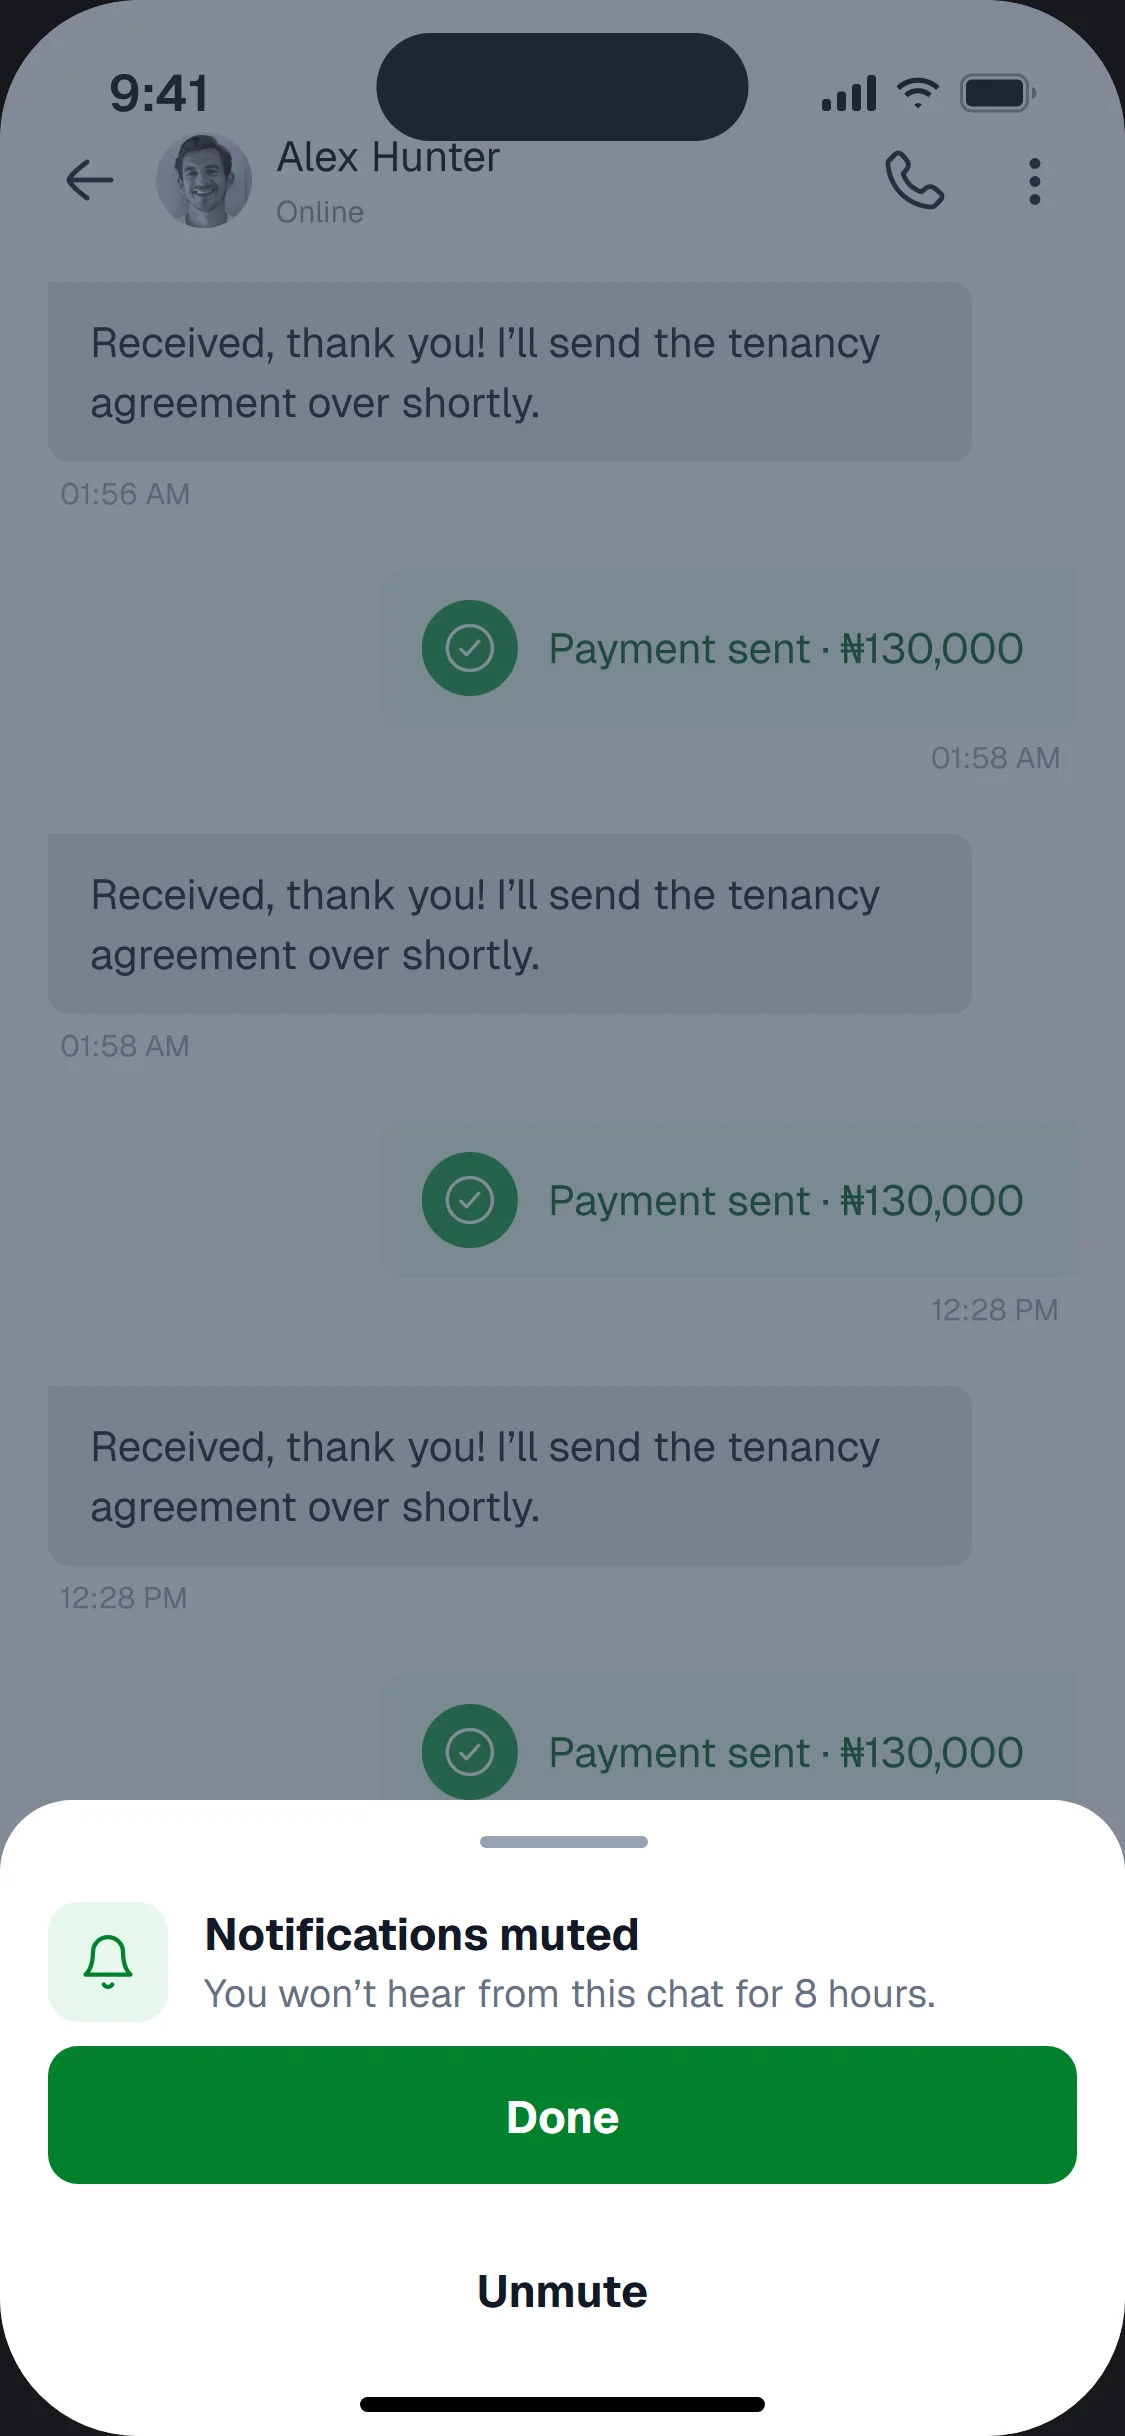 9:41
Alex Hunter
Online
Received, thank you! I’ll send the tenancy
agreement over shortly.
01:56 AM
Payment sent · ₦130,000
01:58 AM
Received, thank you! I’ll send the tenancy
agreement over shortly.
01:58 AM
Payment sent · ₦130,000
12:28 PM
Received, thank you! I’ll send the tenancy
agreement over shortly.
12:28 PM
Payment sent · ₦130,000
Notifications muted
You won’t hear from this chat for 8 hours.
Done
Unmute